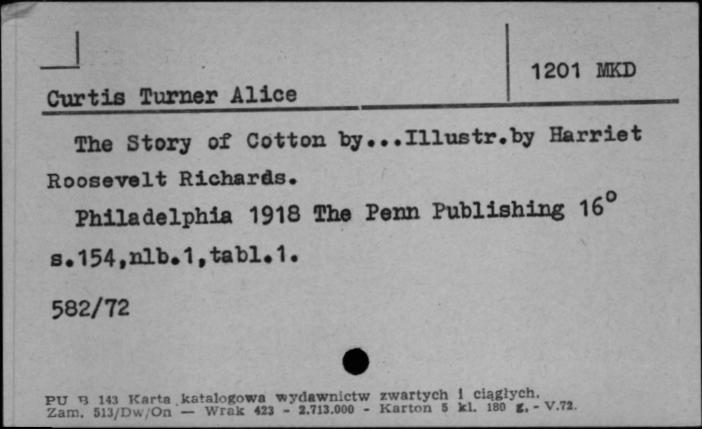 1201 MKD
Curtis Turner Alice
The Story of Cotton by...Illustr.by Harriet
Roosevelt Richards.
Philadelphia 1918 The Penn Publishing 16°
s.154,nlb.1,tabl.1.
582/72
PU B 143 Karta katalogowa wydawnictw zwartych i ciągłych.
Zam. 513/Dw/On — Wrak 423 - 2.713.000 - Karton 5 kl. 180 g. - V.72.